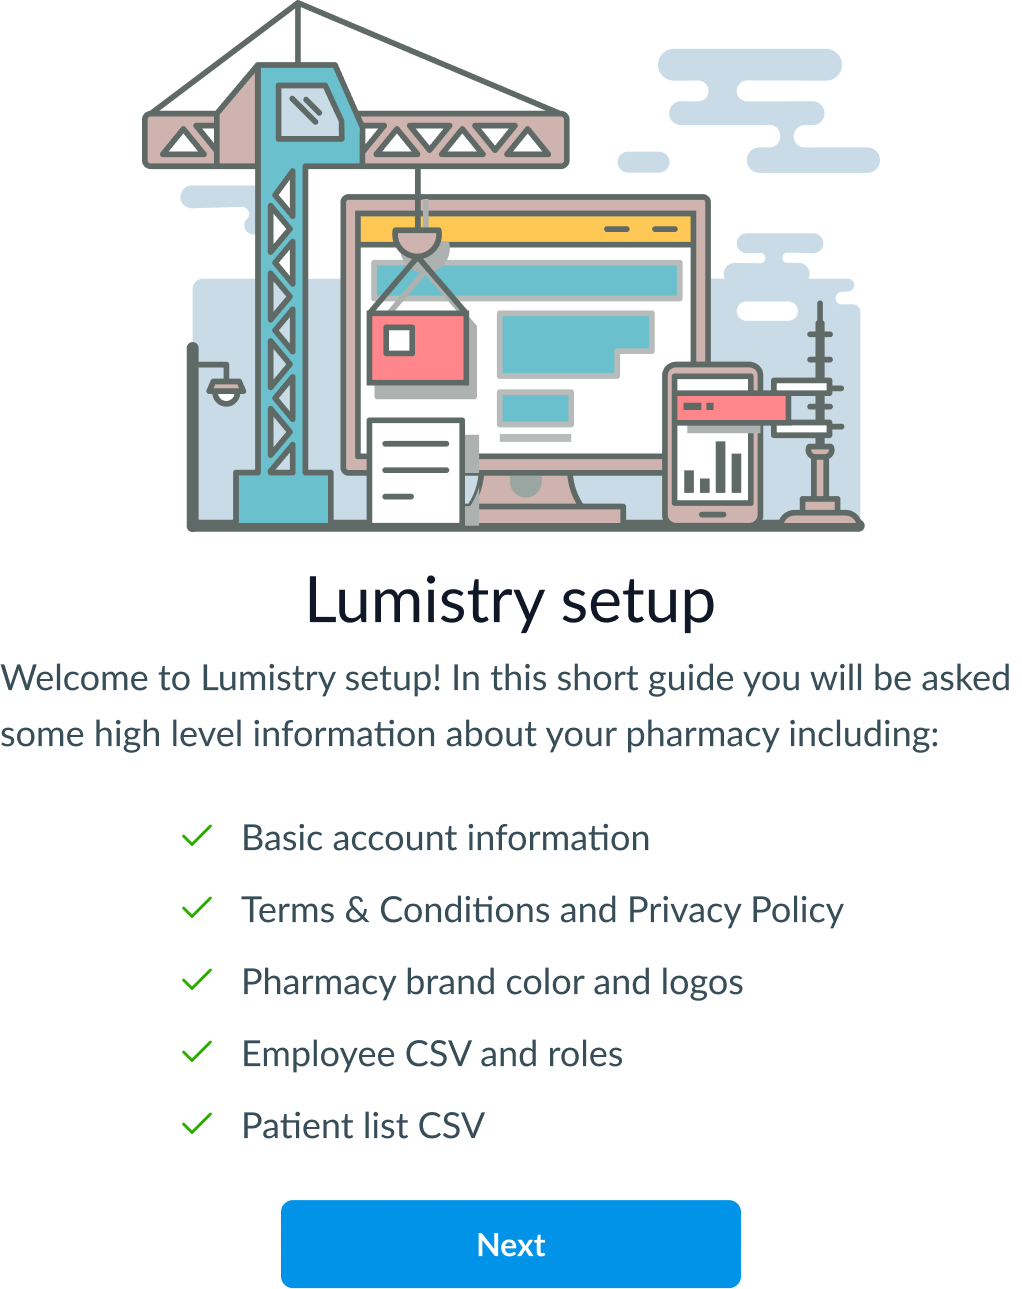 Lumistry setup
Welcome to Lumistry setup! In this short guide you will be asked
some high level information about your pharmacy including:
Basic account information
Terms & Conditions and Privacy Policy
Pharmacy brand color and logos
Employee CSV and roles
Patient list CSV
Next